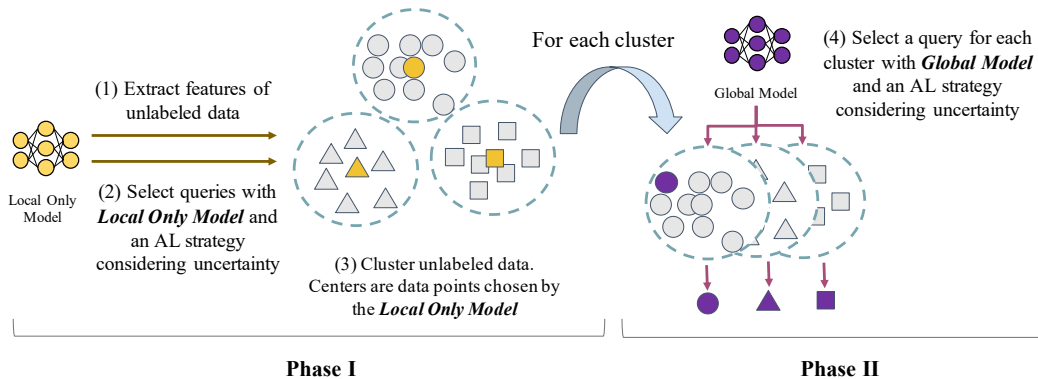 (1) Extract features of
unlabeled data
Local Only
Model
(2) Select queries with
Local Only Model and
an AL strategy
considering uncertainty
(3) Cluster unlabeled data.
Centers are data points chosen by
the Local Only Model
Phase I
For each cluster
Global Model
(4) Select a query for each
cluster with Global Model
and an AL strategy
considering uncertainty
Phase II